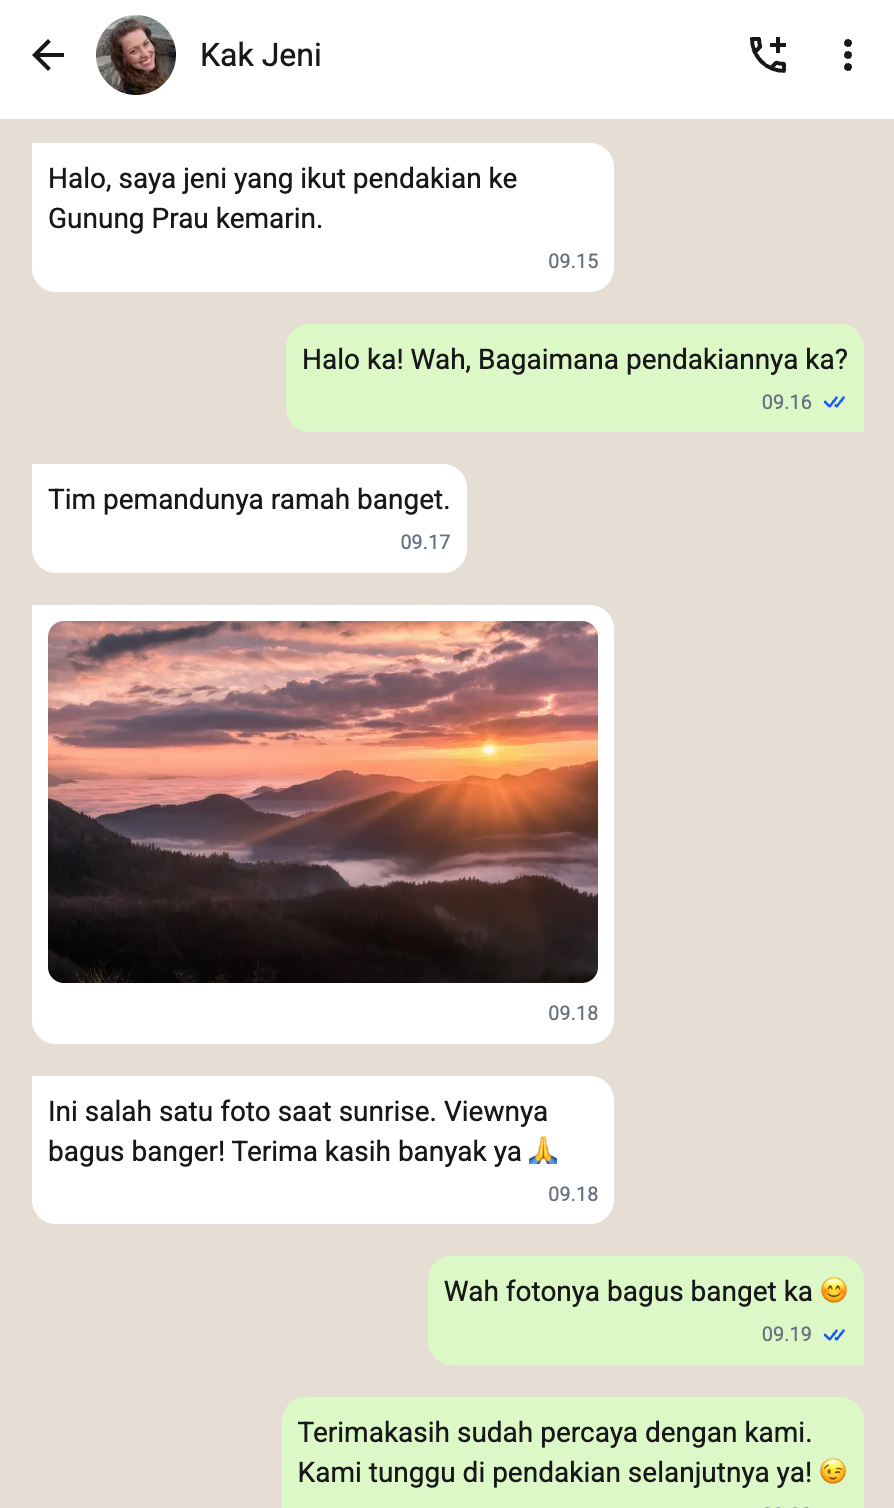 Kak Jeni
Halo, saya jeni yang ikut pendakian ke
Gunung Prau kemarin.
09.15
Halo ka! Wah, Bagaimana pendakiannya ka?
09.16
Tim pemandunya ramah banget.
09.17
09.18
Ini salah satu foto saat sunrise. Viewnya
bagus banger! Terima kasih banyak ya 🙏
09.18
Wah fotonya bagus banget ka 😊
09.19
Terimakasih sudah percaya dengan kami.
Kami tunggu di pendakian selanjutnya ya! 😉